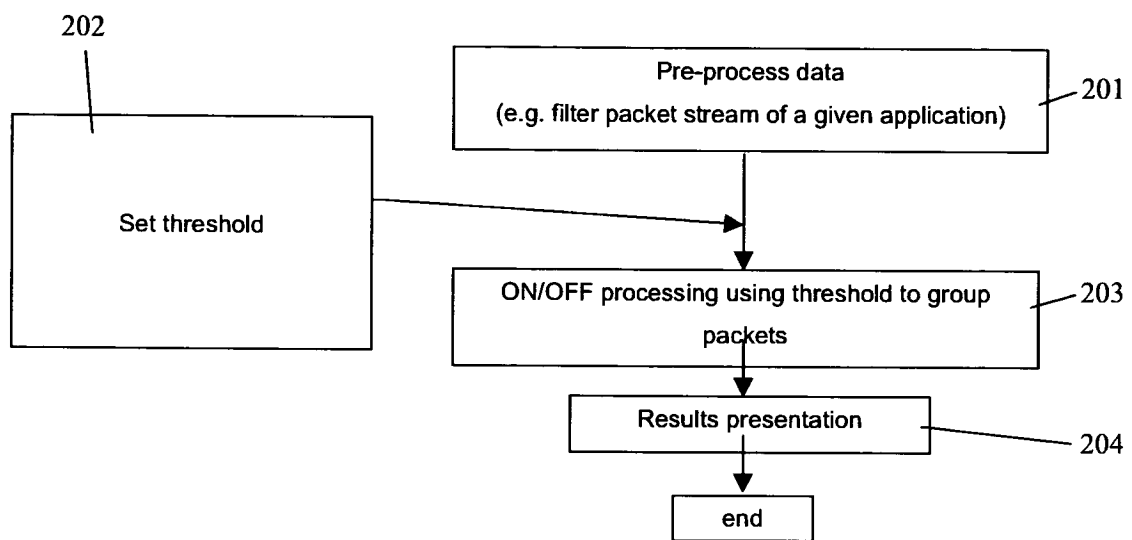 202
Pre-process data
(e.g. filter packet stream of a given application)
201
Set threshold
ON/OFF processing using threshold to group
packets
203
Results presentation
204
end